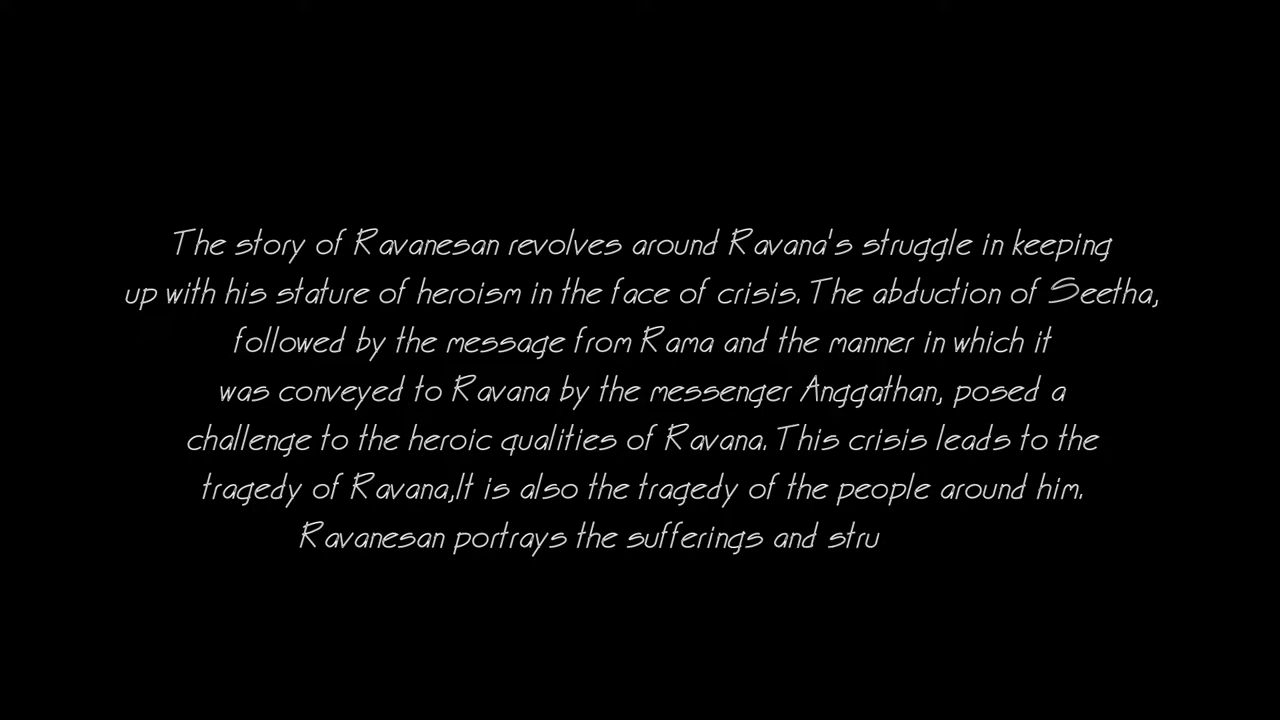 The story of Ravanesan revolves around Ravana's struggle in keeping
up with his stature of heroism in the face of crisis. The abduction of Seetha,
followed by the message from Rama and the manner in which it
was conveyed to Ravana by the messenger Anggathan, posed a
challenge to the heroic qualities of Ravana. This crisis leads to the
tragedy of Ravana,It is also the tragedy of the people around him.
Ravanesan portrays the sufferings and stru